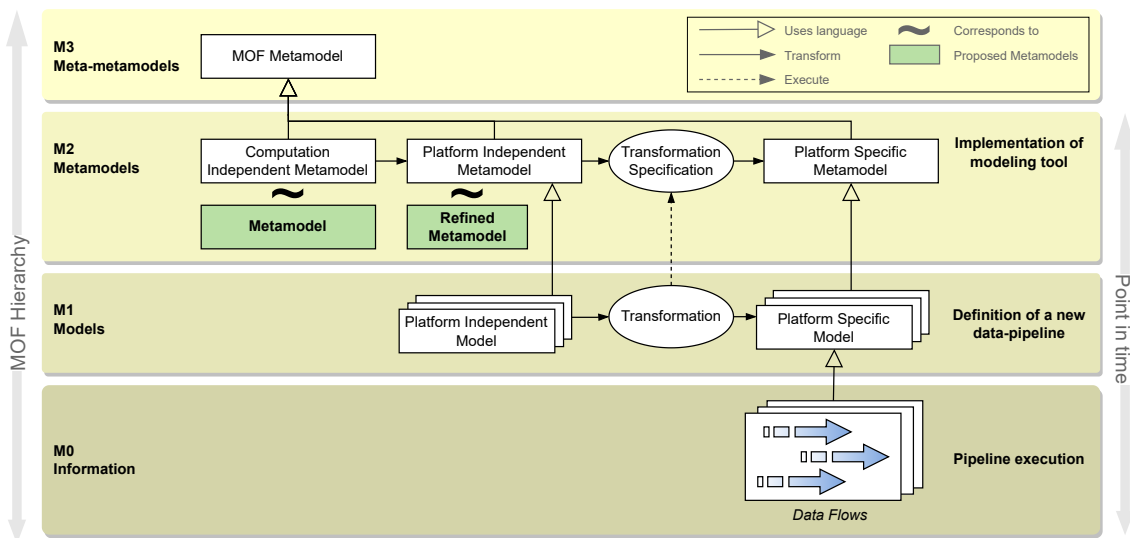 M3
Meta-metamodels
MOF Metamodel
Uses language
Corresponds to
Transform
Proposed Metamodels
Execute
M2
Metamodels
Computation
Independent Metamodel
Platform Independent
Metamodel
Transformation
Specification
Platform Specific
Metamodel
Implementation of
modeling tool
Metamodel
Refined
Metamodel
MOF Hierarchy
Point in time
M1
Models
Platform Independent
Model
Transformation
Platform Specific
Model
Definition of a new
data-pipeline
M0
Information
Pipeline execution
Data Flows